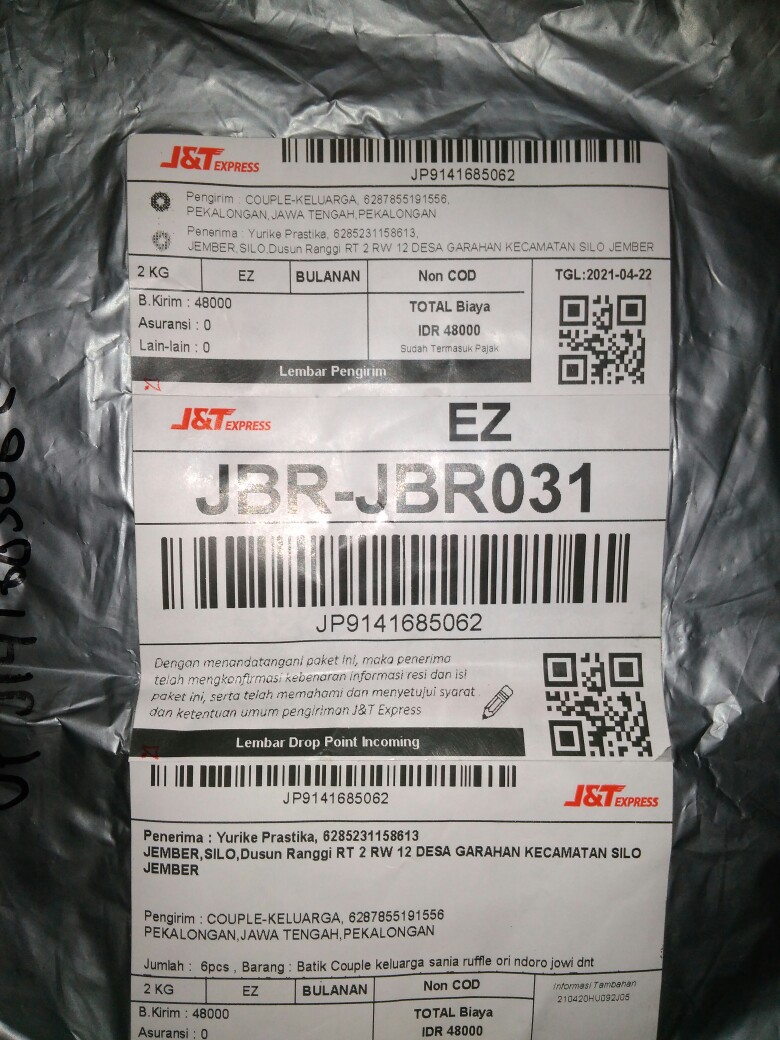 J&T EXPRESS
JP9141685062
Pengirim : COUPLE-KELUARGA, 6287855191556,
PEKALONGAN,JAWA TENGAH,PEKALONGAN
Penerima : Yurike Prastika, 6285231158613,
JEMBER,SILO,Dusun Ranggi RT 2 RW 12 DESA GARAHAN KECAMATAN SILO JEMBER
2 KG EZ BULANAN Non COD TGL:2021-04-22
B.Kirim : 48000
Asuransi : 0
Lain-lain : 0
TOTAL Biaya
IDR 48000
Sudah Termasuk Pajak
Lembar Pengirim
J&T EXPRESS EZ
JBR-JBR031
JP9141685062
Dengan menandatangani paket ini, maka penerima
telah mengkonfirmasi kebenaran informasi resi dan isi
paket ini, serta telah memahami dan menyetujui syarat
dan ketentuan umum pengiriman J&T Express
Lembar Drop Point Incoming
JP9141685062
J&T EXPRESS
Penerima : Yurike Prastika, 6285231158613
JEMBER,SILO,Dusun Ranggi RT 2 RW 12 DESA GARAHAN KECAMATAN SILO
JEMBER
Pengirim : COUPLE-KELUARGA, 6287855191556
PEKALONGAN,JAWA TENGAH,PEKALONGAN
Jumlah : 6pcs , Barang : Batik Couple keluarga sania ruffle ori ndoro jowi dnt
2 KG EZ BULANAN Non COD
Informasi Tambahan
210420HU092J05
B.Kirim : 48000
Asuransi : 0
TOTAL Biaya
IDR 48000